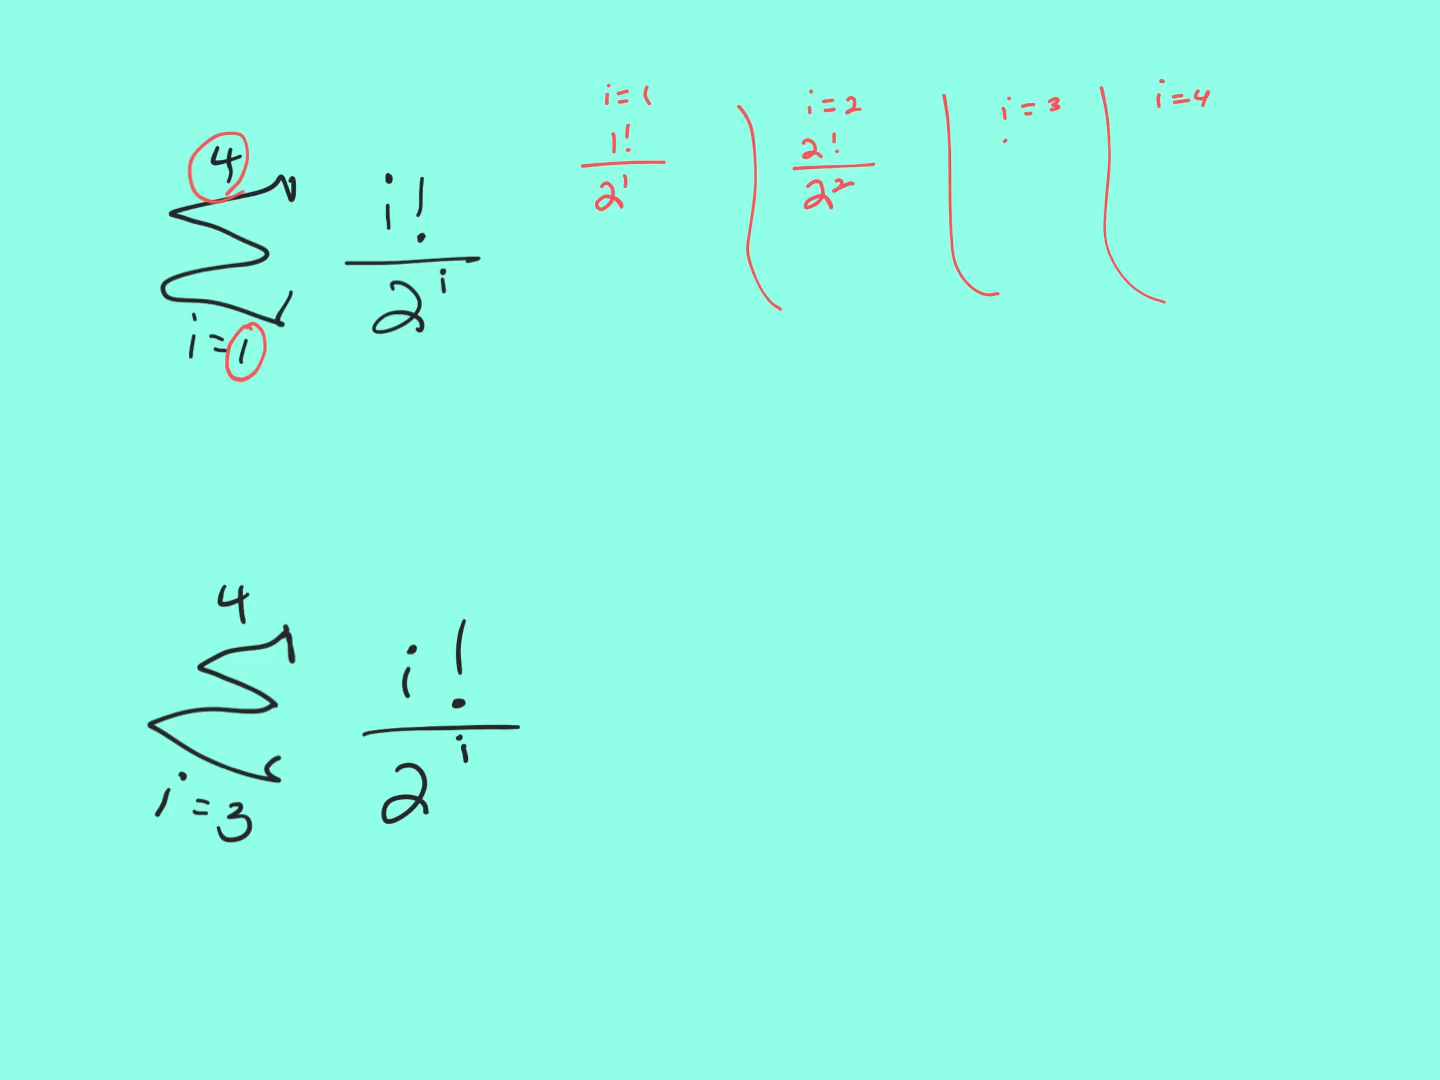 4
∑ i! / 2^i
i=1
i=1
1! / 2^1
i=2
2! / 2^2
i=3
i=4
4
∑ i! / 2^i
i=3